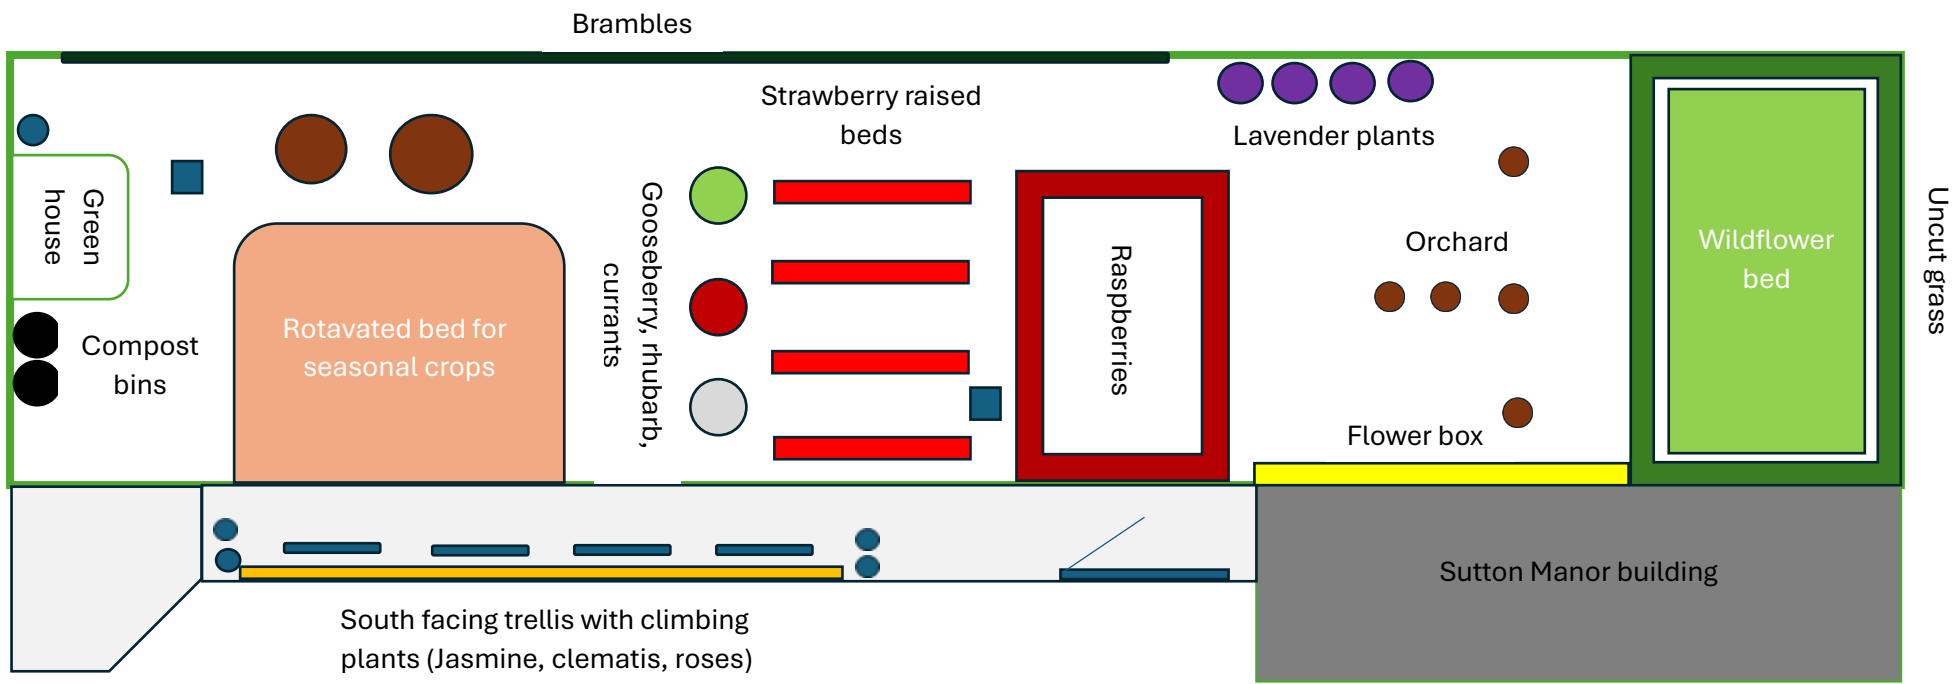 Brambles
Strawberry raised
beds
Lavender plants
Green
house
Gooseberry, rhubarb,
currants
Raspberries
Orchard
Wildflower
bed
Uncut grass
Rotavated bed for
seasonal crops
Compost
bins
Flower box
Sutton Manor building
South facing trellis with climbing
plants (Jasmine, clematis, roses)